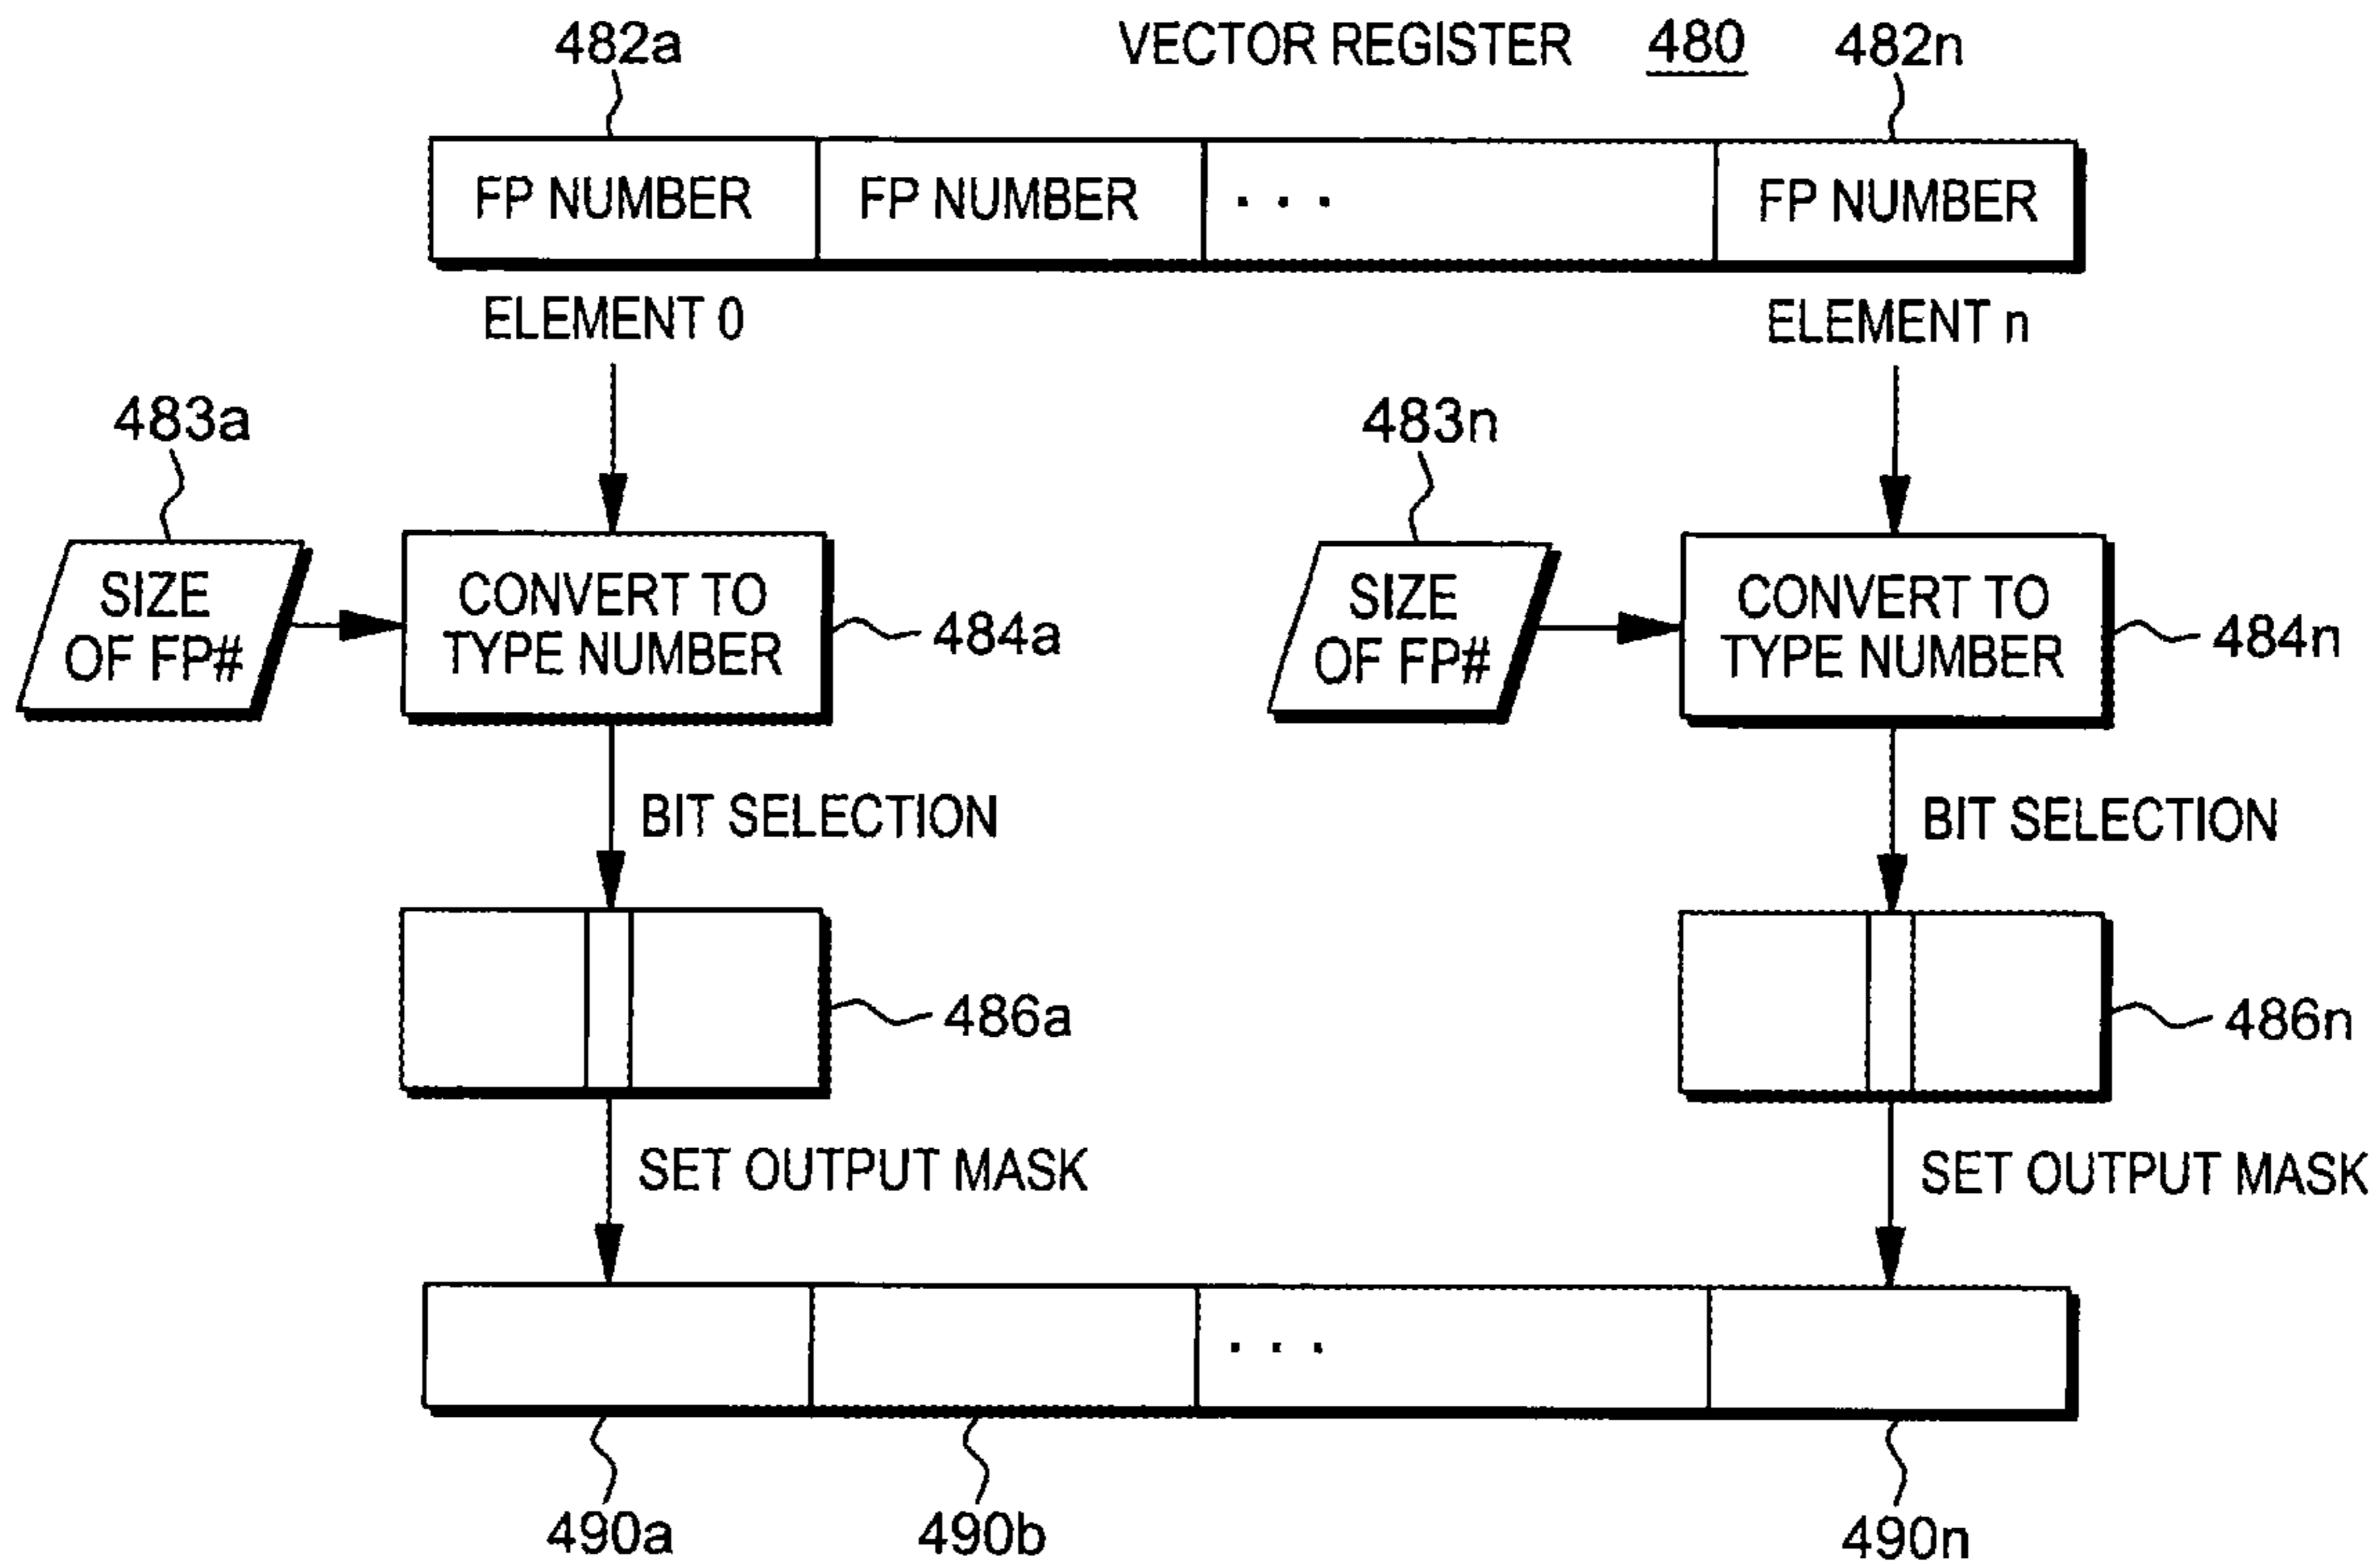 482a VECTOR REGISTER 480 482n
FP NUMBER FP NUMBER . . . FP NUMBER
ELEMENT 0 ELEMENT n
483a 483n
SIZE
OF FP#
CONVERT TO
TYPE NUMBER
484a
SIZE
OF FP#
CONVERT TO
TYPE NUMBER
484n
BIT SELECTION BIT SELECTION
486a 486n
SET OUTPUT MASK SET OUTPUT MASK
. . .
490a 490b 490n